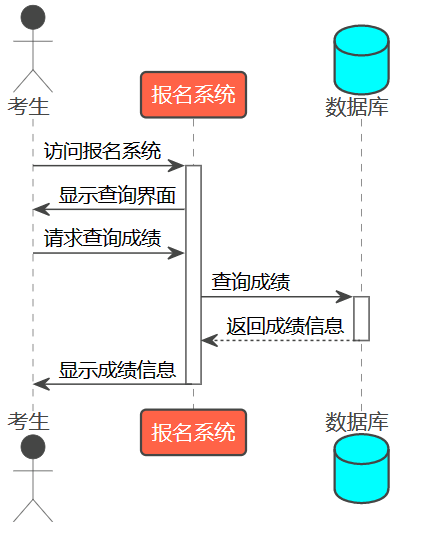 考生
报名系统
数据库
访问报名系统
显示查询界面
请求查询成绩
查询成绩
返回成绩信息
显示成绩信息
考生
报名系统
数据库